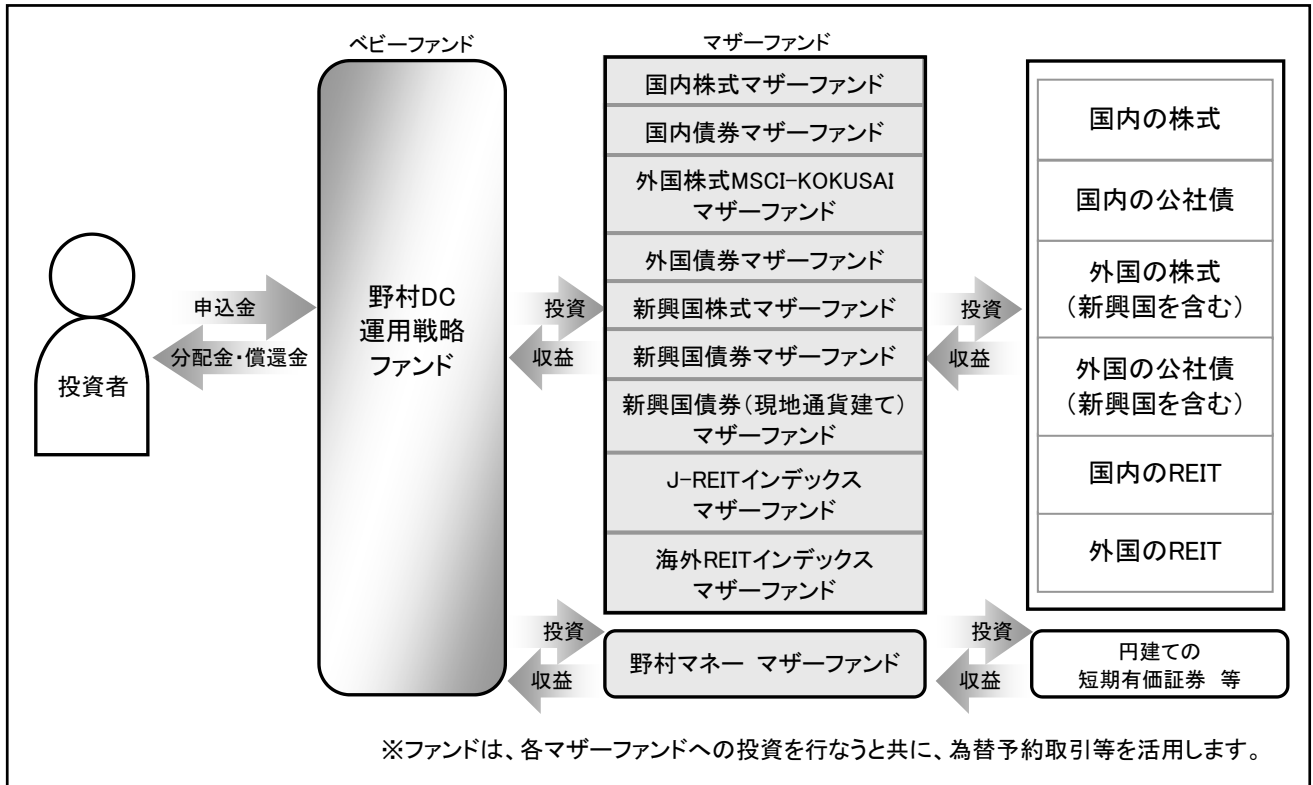 ベビーファンド
マザーファンド
投資者
申込金
分配金・償還金
野村DC
運用戦略
ファンド
投資
収益
国内株式マザーファンド
国内債券マザーファンド
外国株式MSCI-KOKUSAI
マザーファンド
外国債券マザーファンド
新興国株式マザーファンド
新興国債券マザーファンド
新興国債券(現地通貨建て)
マザーファンド
J-REITインデックス
マザーファンド
海外REITインデックス
マザーファンド
投資
収益
国内の株式
国内の公社債
外国の株式
(新興国を含む)
外国の公社債
(新興国を含む)
国内のREIT
外国のREIT
投資
収益
野村マネー マザーファンド
投資
収益
円建ての
短期有価証券 等
※ファンドは、各マザーファンドへの投資を行なうと共に、為替予約取引等を活用します。